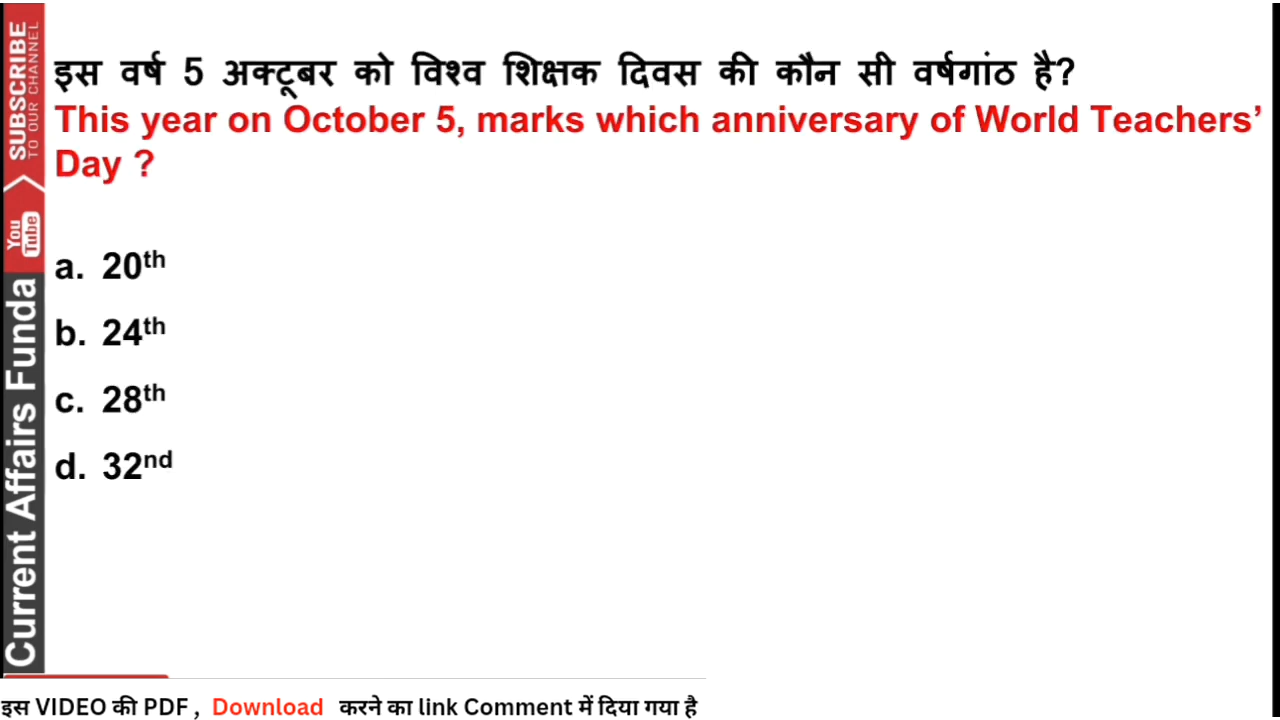 इस वर्ष 5 अक्टूबर को विश्व शिक्षक दिवस की कौन सी वर्षगांठ है?
This year on October 5, marks which anniversary of World Teachers’
Day ?
a. 20th
b. 24th
c. 28th
d. 32nd
SUBSCRIBE
TO OUR CHANNEL
You
Tube
Current Affairs Funda
इस VIDEO की PDF , Download करने का link Comment में दिया गया है